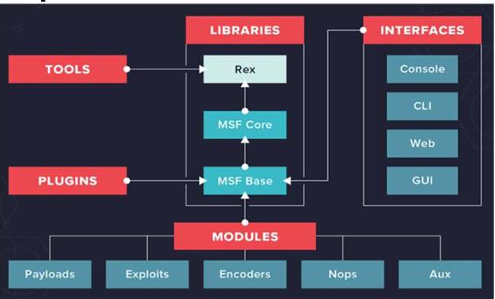 LIBRARIES
INTERFACES
TOOLS
Rex
Console
CLI
MSF Core
Web
PLUGINS
MSF Base
GUI
MODULES
Payloads
Exploits
Encoders
Nops
Aux